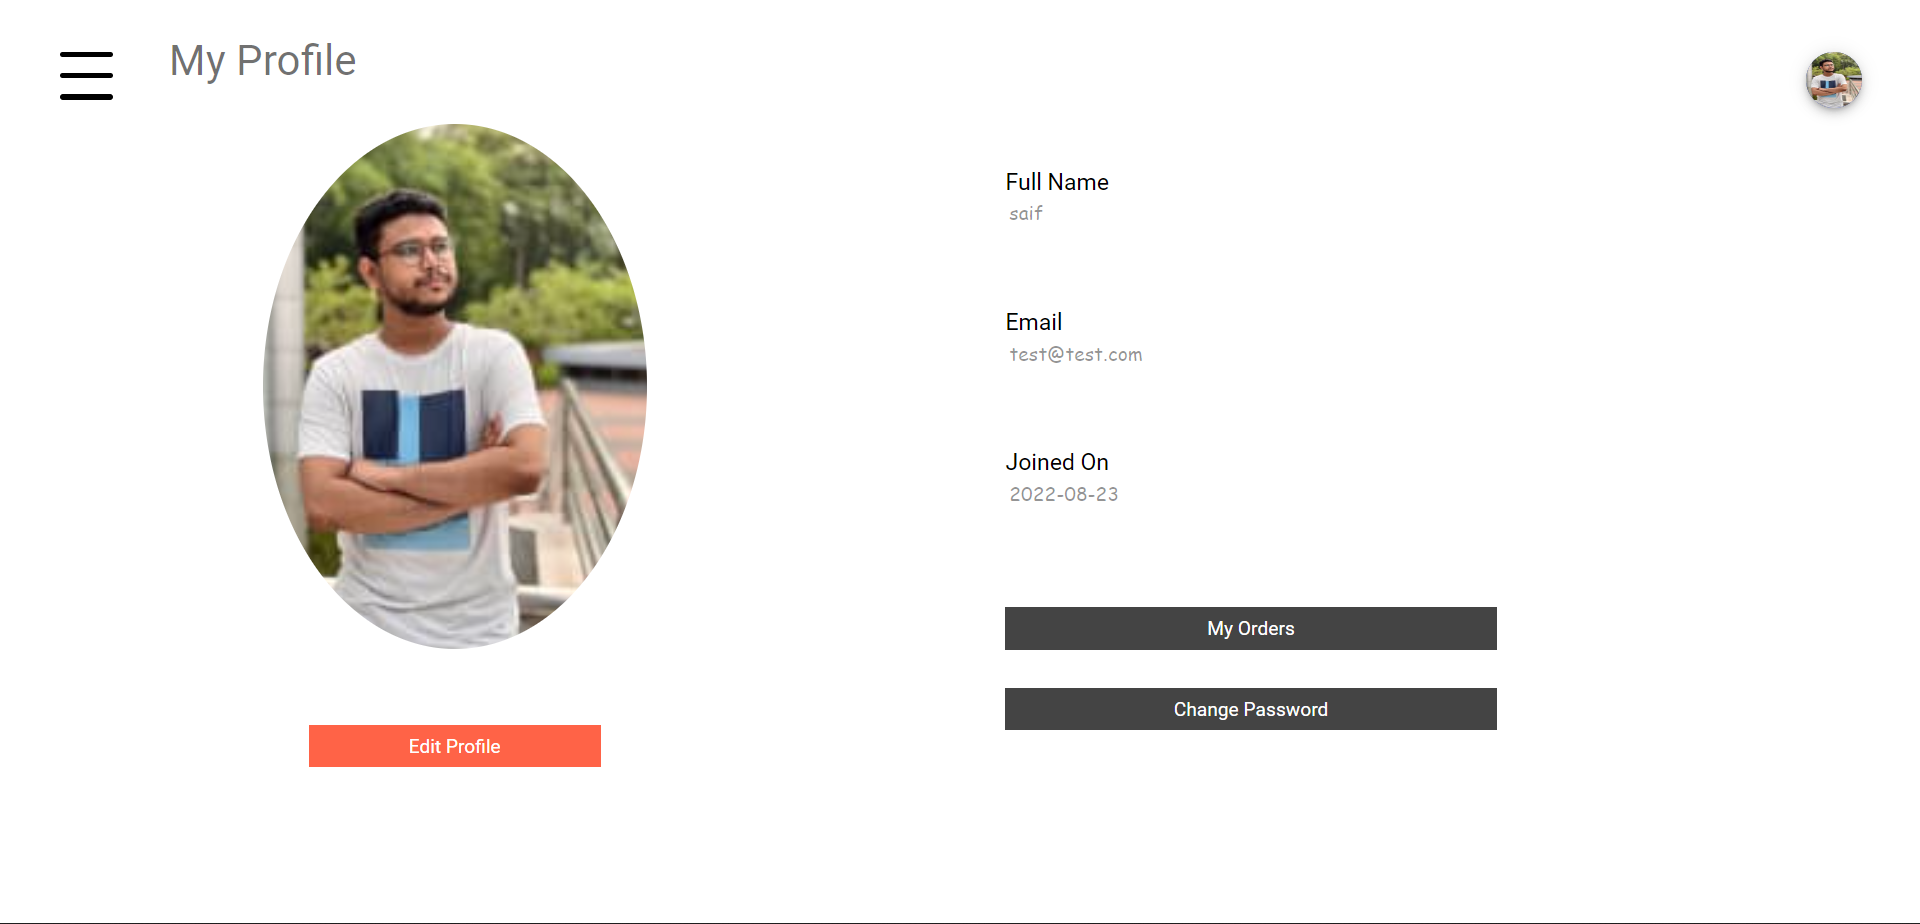 My Profile
Full Name
saif
Email
test@test.com
Joined On
2022-08-23
My Orders
Change Password
Edit Profile